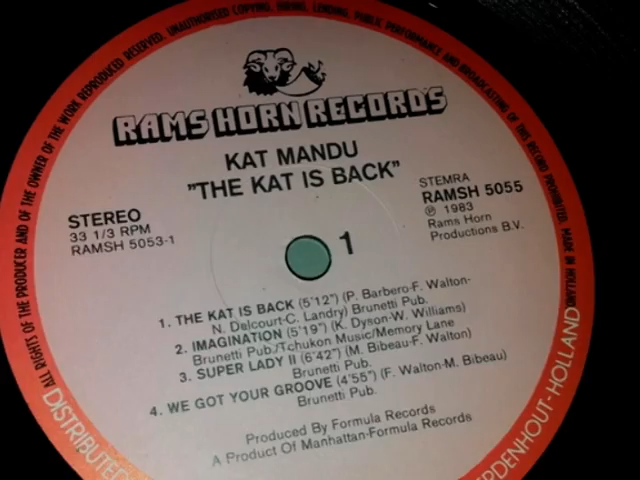 ALL RIGHTS OF THE PRODUCER AND OF THE OWNER OF THE WORK REPRODUCED RESERVED. UNAUTHORISED COPYING, HIRING, LENDING, PUBLIC PERFORMANCE AND BROADCASTING OF THIS RECORD PROHIBITED. MADE IN HOLLAND
RAMS HORN RECORDS
KAT MANDU
"THE KAT IS BACK"
STEREO
33 1/3 RPM
RAMSH 5053-1
STEMRA
RAMSH 5055
℗ 1983
Rams Horn
Productions B.V.
1
1. THE KAT IS BACK (5'12") (P. Barbero-F. Walton-
N. Delcourt-C. Landry) Brunetti Pub.
2. IMAGINATION (5'19") (K. Dyson-W. Williams)
Brunetti Pub./Tchukon Music/Memory Lane
3. SUPER LADY II (6'42") (M. Bibeau-F. Walton)
Brunetti Pub.
4. WE GOT YOUR GROOVE (4'55") (F. Walton-M. Bibeau)
Brunetti Pub.
Produced By Formula Records
A Product Of Manhattan-Formula Records
DISTRIBUTED
EPDENHOUT-HOLLAND